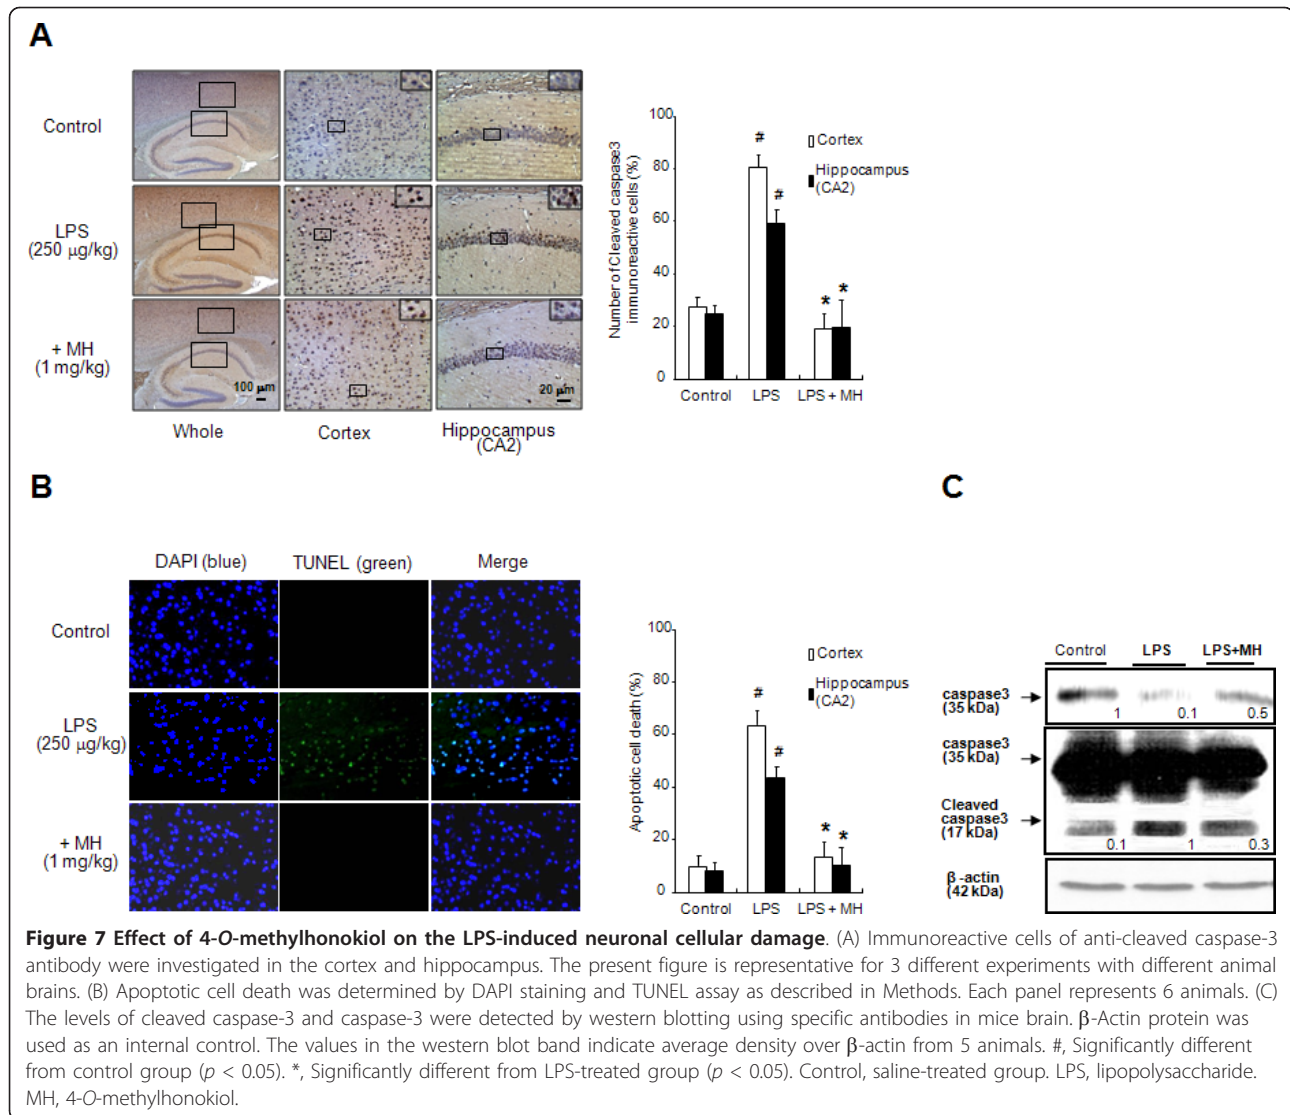 A
Control
LPS
(250 μg/kg)
+ MH
(1 mg/kg)
100 μm
20 μm
Whole
Cortex
Hippocampus
(CA2)
Number of Cleaved caspase3
immunoreactive cells (%)
100
80
60
40
20
0
#
#
*
*
Cortex
Hippocampus
(CA2)
Control
LPS
LPS + MH
B
DAPI (blue)
TUNEL (green)
Merge
Control
LPS
(250 μg/kg)
+ MH
(1 mg/kg)
Apoptotic cell death (%)
100
80
60
40
20
0
#
#
*
*
Cortex
Hippocampus
(CA2)
Control
LPS
LPS + MH
C
Control
LPS
LPS+MH
caspase3
(35 kDa)
1
0.1
0.5
caspase3
(35 kDa)
Cleaved
caspase3
(17 kDa)
0.1
1
0.3
β -actin
(42 kDa)
Figure 7 Effect of 4-O-methylhonokiol on the LPS-induced neuronal cellular damage. (A) Immunoreactive cells of anti-cleaved caspase-3
antibody were investigated in the cortex and hippocampus. The present figure is representative for 3 different experiments with different animal
brains. (B) Apoptotic cell death was determined by DAPI staining and TUNEL assay as described in Methods. Each panel represents 6 animals. (C)
The levels of cleaved caspase-3 and caspase-3 were detected by western blotting using specific antibodies in mice brain. β-Actin protein was
used as an internal control. The values in the western blot band indicate average density over β-actin from 5 animals. #, Significantly different
from control group (p < 0.05). *, Significantly different from LPS-treated group (p < 0.05). Control, saline-treated group. LPS, lipopolysaccharide.
MH, 4-O-methylhonokiol.